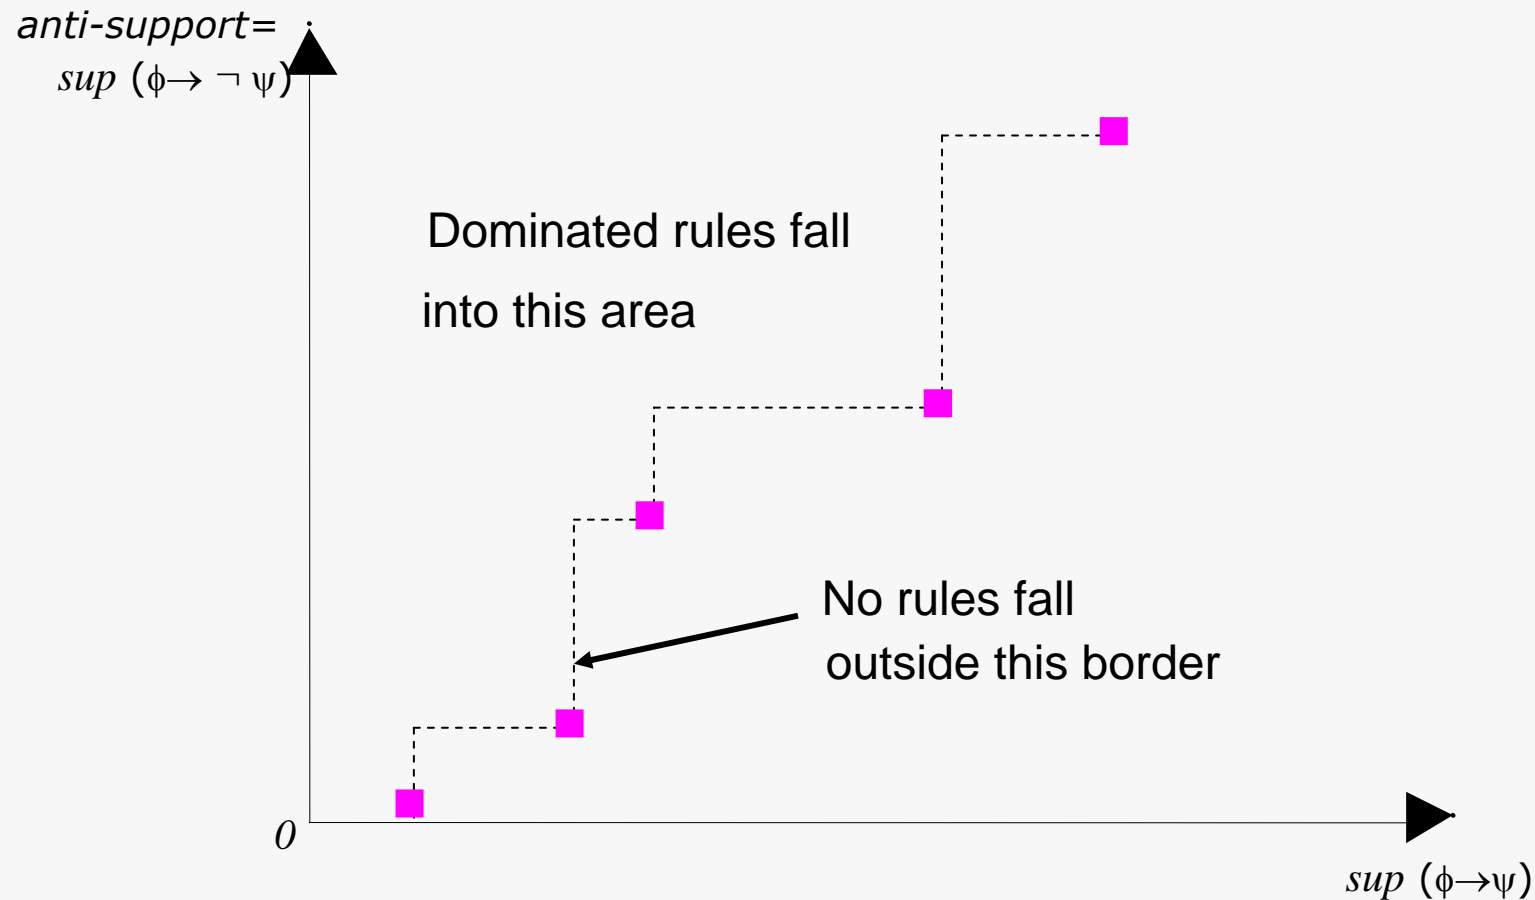 anti-support=
sup (ϕ→ ¬ ψ)
Dominated rules fall
into this area
No rules fall
outside this border
0
sup (ϕ→ψ)